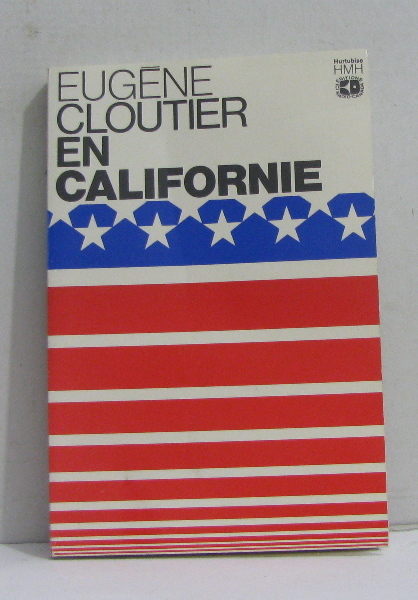 EUGÈNE
CLOUTIER
EN
CALIFORNIE
Hurtubise
HMH